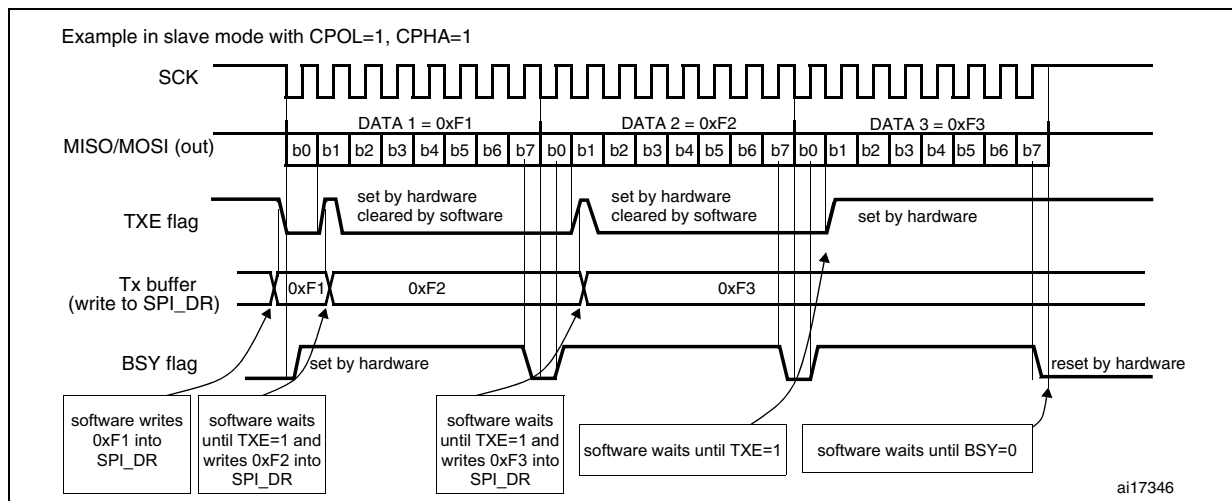 Example in slave mode with CPOL=1, CPHA=1
SCK
DATA 1 = 0xF1
DATA 2 = 0xF2
DATA 3 = 0xF3
MISO/MOSI (out)
b0 b1 b2 b3 b4 b5 b6 b7 b0 b1 b2 b3 b4 b5 b6 b7 b0 b1 b2 b3 b4 b5 b6 b7
TXE flag
set by hardware
cleared by software
set by hardware
cleared by software
set by hardware
Tx buffer
(write to SPI_DR)
0xF1
0xF2
0xF3
BSY flag
set by hardware
reset by hardware
software writes
0xF1 into
SPI_DR
software waits
until TXE=1 and
writes 0xF2 into
SPI_DR
software waits
until TXE=1 and
writes 0xF3 into
SPI_DR
software waits until TXE=1
software waits until BSY=0
ai17346